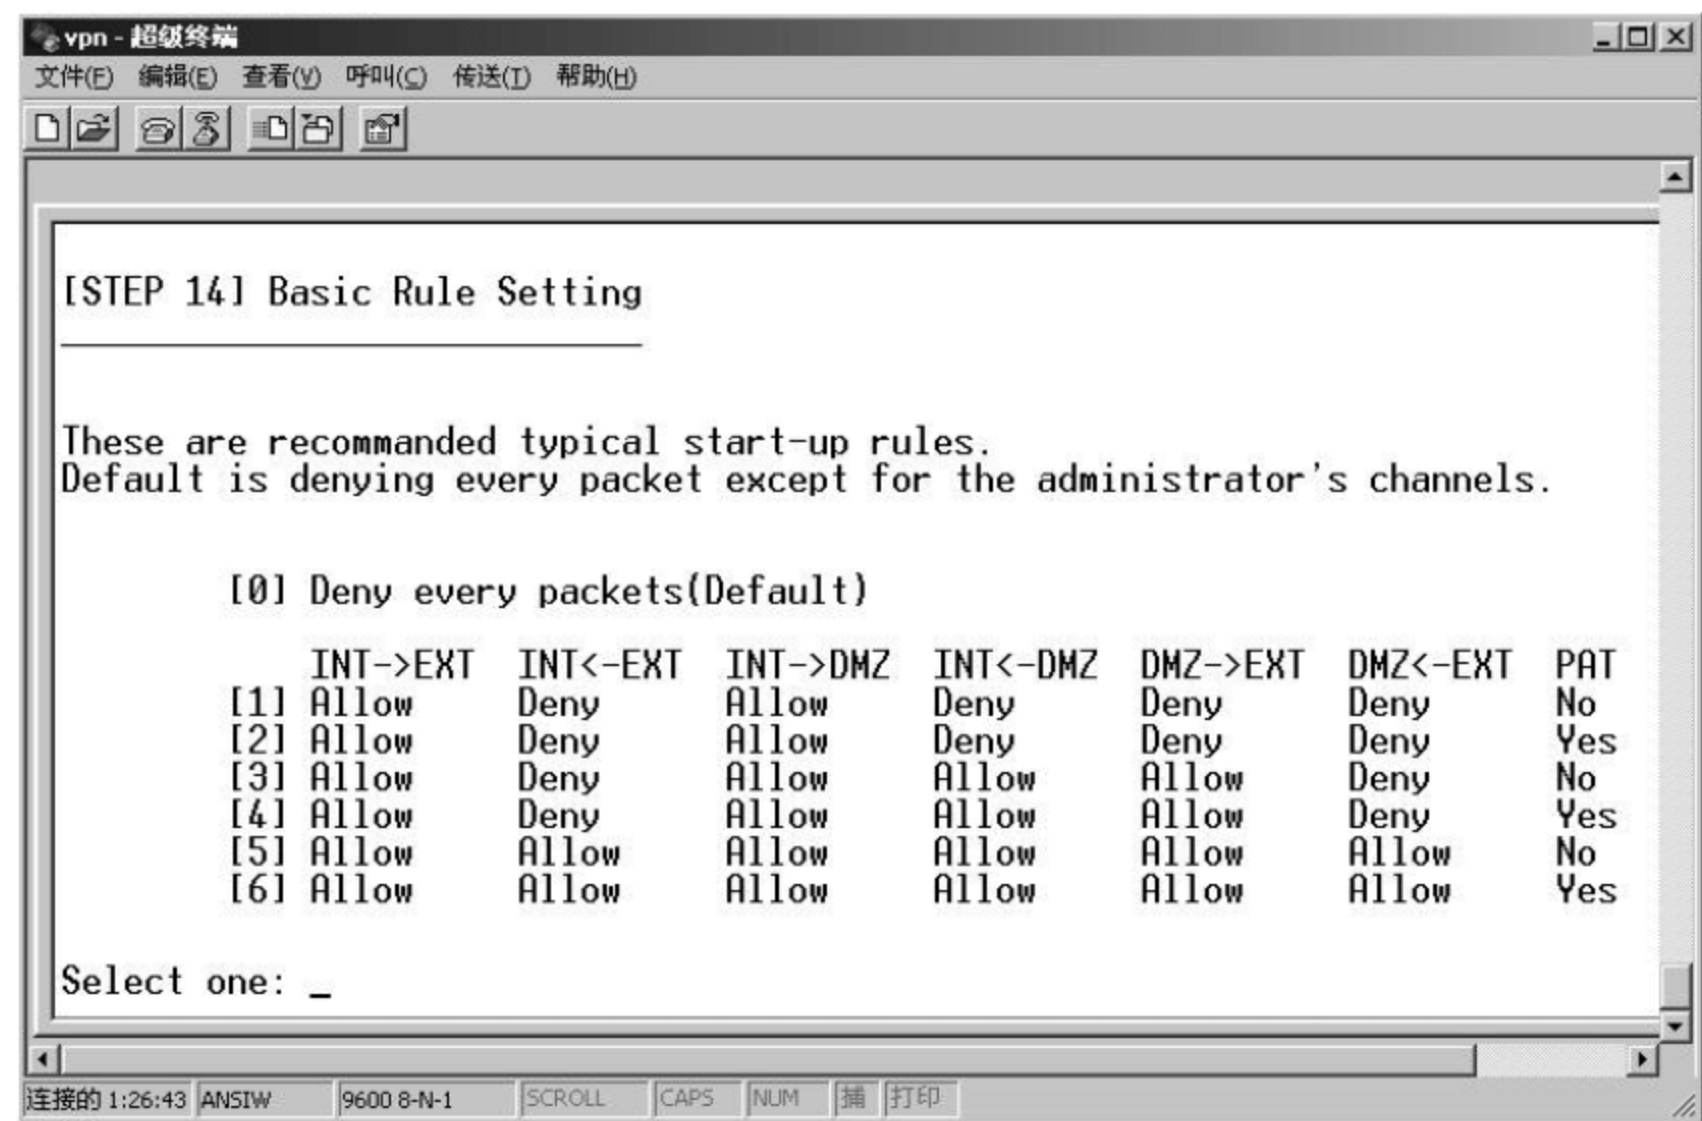 vpn - 超级终端
文件(F) 编辑(E) 查看(V) 呼叫(C) 传送(T) 帮助(H)
[STEP 14] Basic Rule Setting
These are recommanded typical start-up rules.
Default is denying every packet except for the administrator's channels.
[0] Deny every packets(Default)
INT->EXT INT<-EXT INT->DMZ INT<-DMZ DMZ->EXT DMZ<-EXT PAT
[1] Allow Deny Allow Deny Deny Deny No
[2] Allow Deny Allow Deny Deny Deny Yes
[3] Allow Deny Allow Allow Allow Deny No
[4] Allow Deny Allow Allow Allow Deny Yes
[5] Allow Allow Allow Allow Allow Allow No
[6] Allow Allow Allow Allow Allow Allow Yes
Select one: _
连接的 1:26:43 ANSIW 9600 8-N-1 SCROLL CAPS NUM 捕 打印